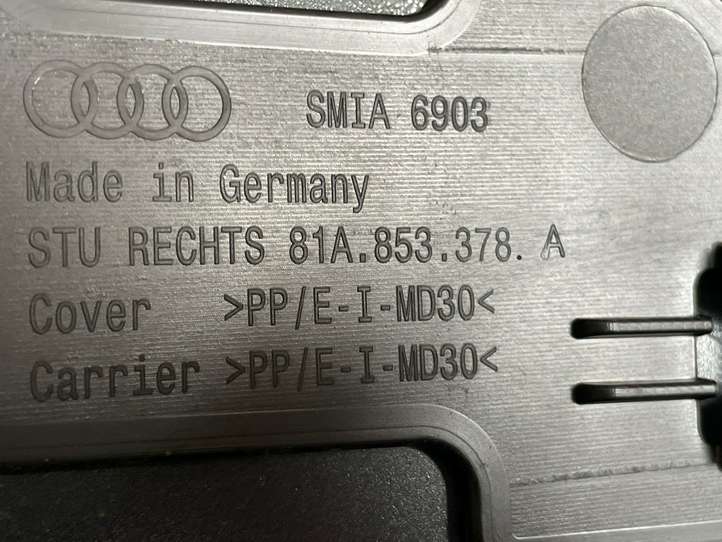 SMIA 6903
Made in Germany
STU RECHTS 81A.853.378. A
Cover >PP/E-I-MD30<
Carrier >PP/E-I-MD30<